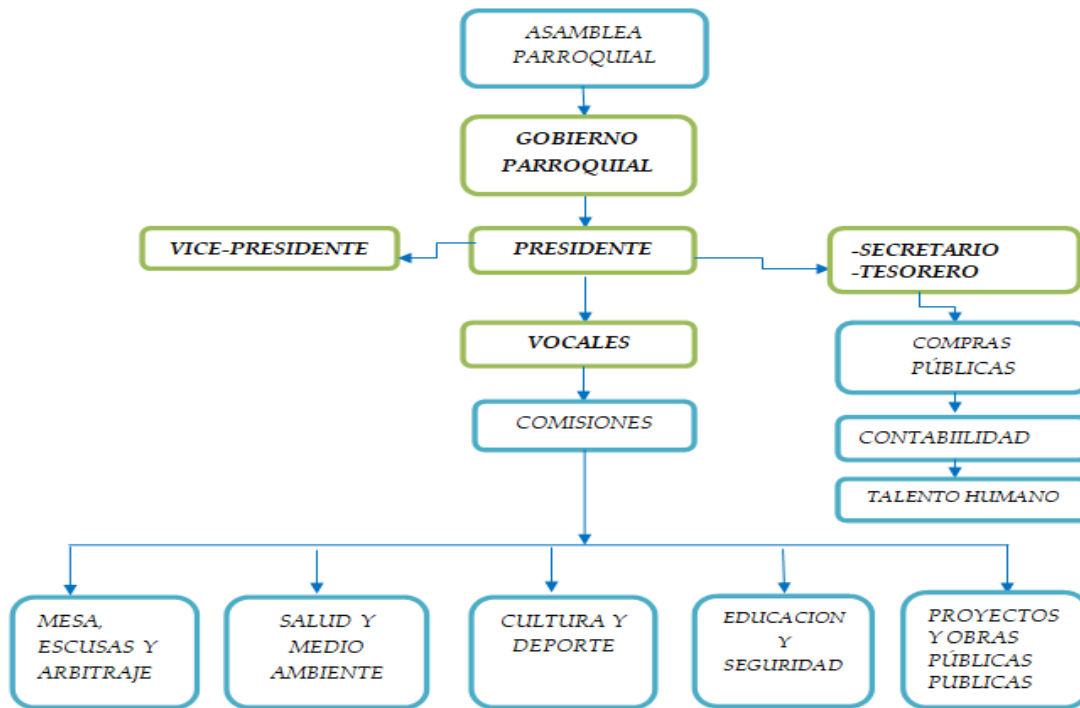 ASAMBLEA
PARROQUIAL
GOBIERNO
PARROQUIAL
VICE-PRESIDENTE
PRESIDENTE
-SECRETARIO
-TESORERO
VOCALES
COMPRAS
PÚBLICAS
COMISIONES
CONTABIILIDAD
TALENTO HUMANO
MESA,
ESCUSAS Y
ARBITRAJE
SALUD Y
MEDIO
AMBIENTE
CULTURA Y
DEPORTE
EDUCACION
Y
SEGURIDAD
PROYECTOS
Y OBRAS
PÚBLICAS
PUBLICAS